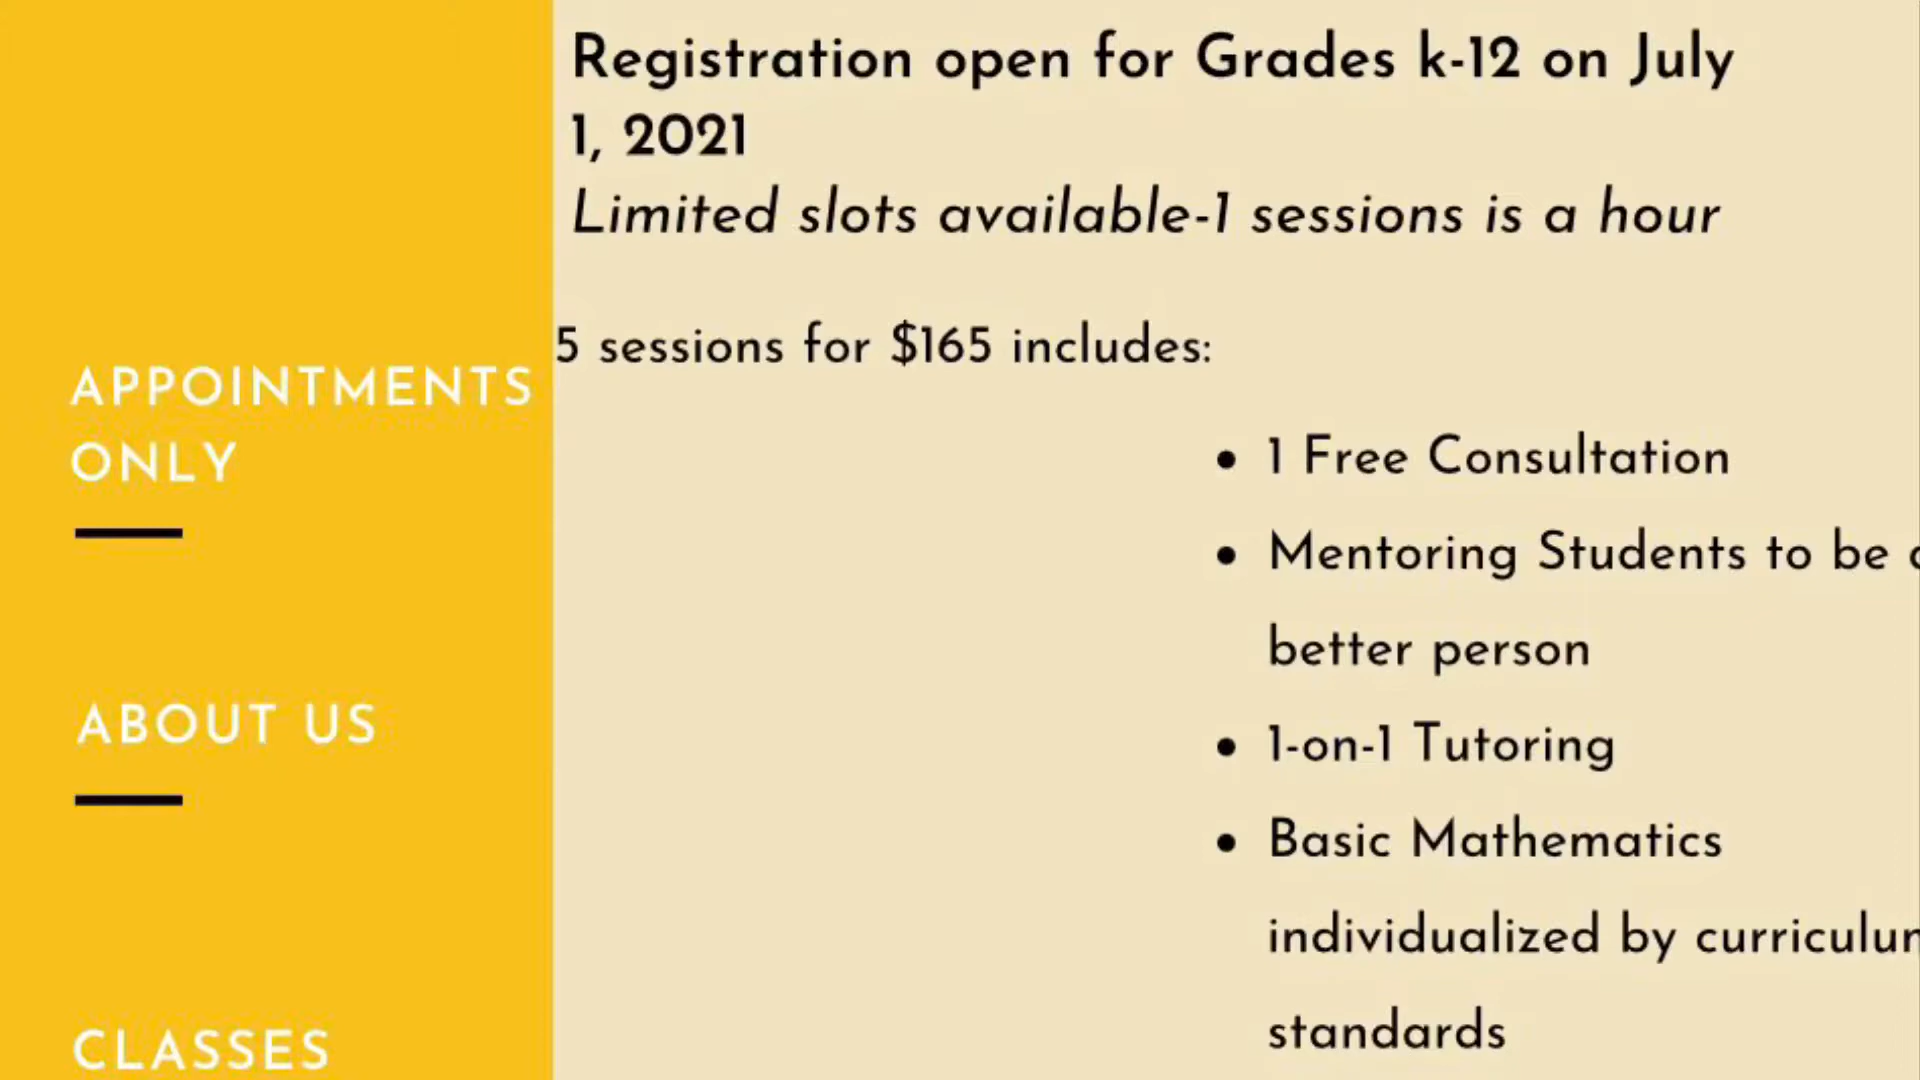 Registration open for Grades k-12 on July
1, 2021
Limited slots available-1 sessions is a hour
5 sessions for $165 includes:
• 1 Free Consultation
• Mentoring Students to be
better person
• 1-on-1 Tutoring
• Basic Mathematics
individualized by
standards
APPOINTMENTS
ONLY
ABOUT US
CLASSES